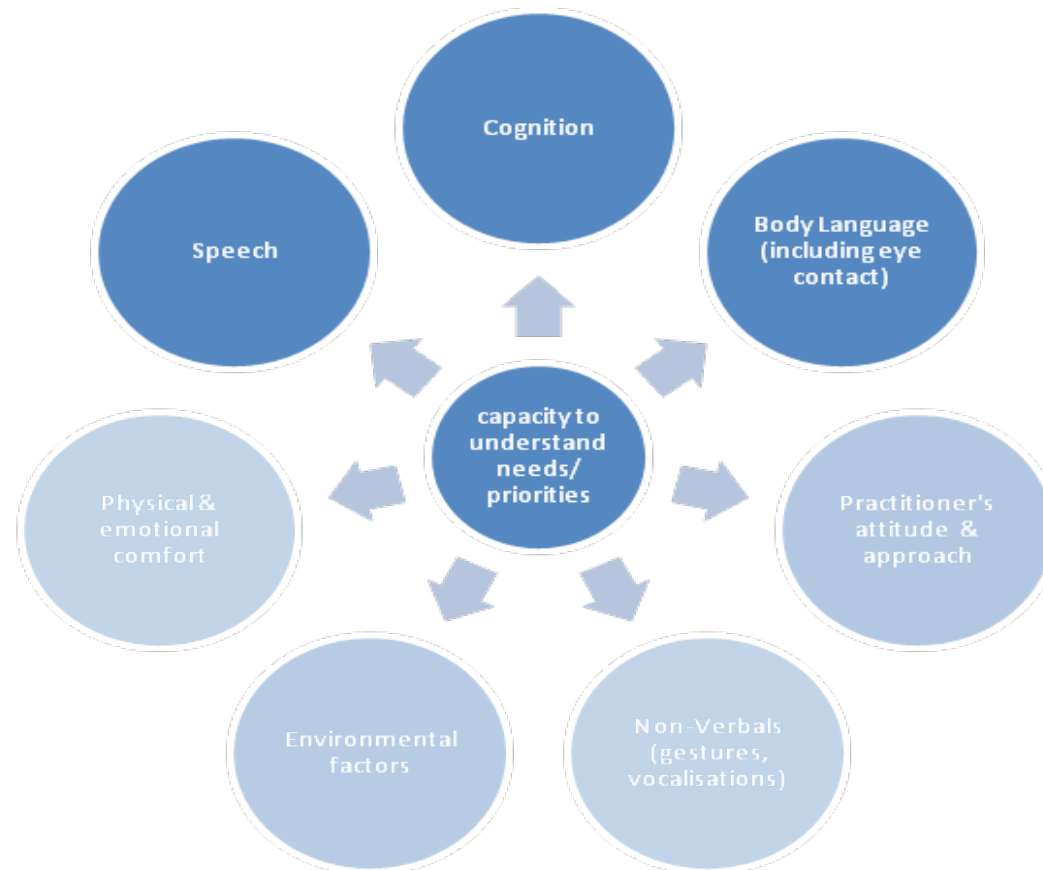 Cognition
Speech
Body Language
(including eye
contact)
capacity to
understand
needs/
priorities
Physical &
emotional
comfort
Practitioner's
attitude &
approach
Environmental
factors
Non-Verbals
(gestures,
vocalisations)